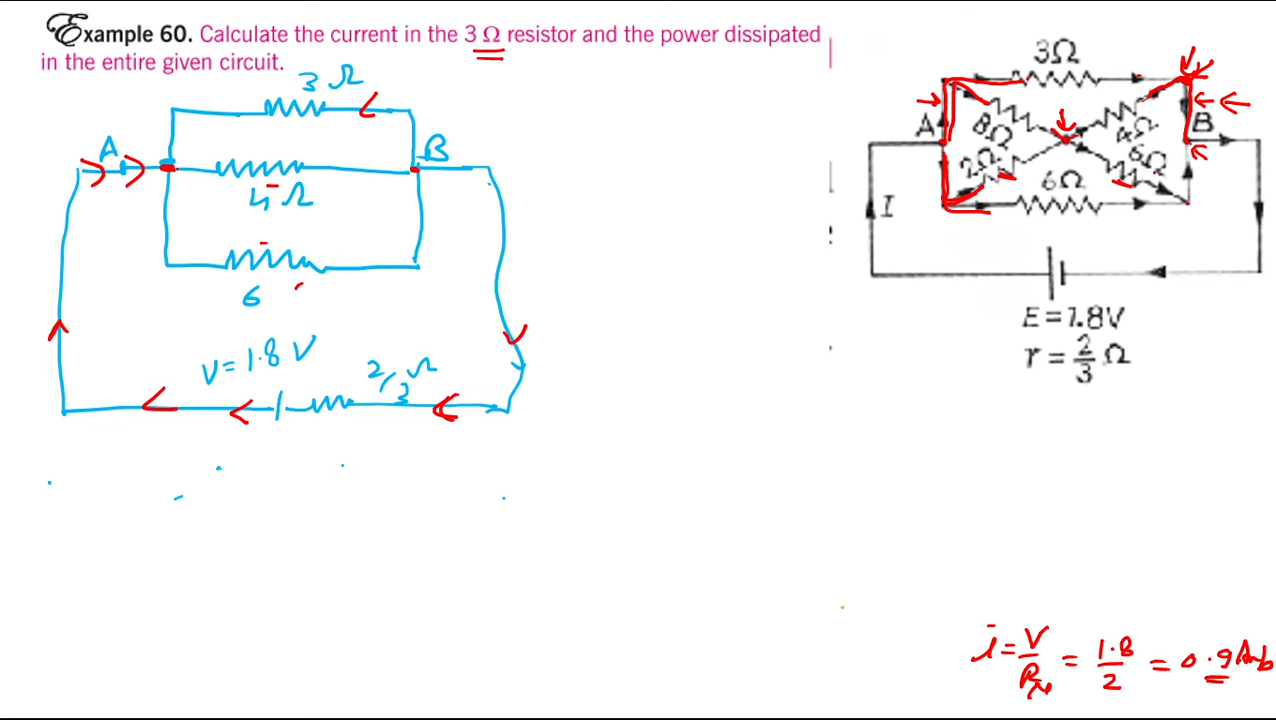 Example 60. Calculate the current in the 3 Ω resistor and the power dissipated
in the entire given circuit.
3 Ω
A
B
4 Ω
6
V = 1.8 V
2/3 Ω
3Ω
A
8Ω
4Ω
B
2Ω
6Ω
6Ω
I
E = 1.8V
r = 2/3 Ω
i = V/R = 1.8/2 = 0.9 Amb